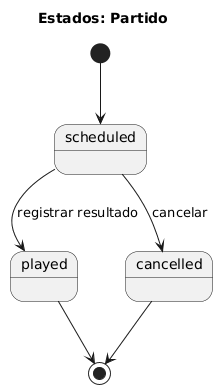 Estados: Partido
scheduled
registrar resultado
cancelar
played
cancelled